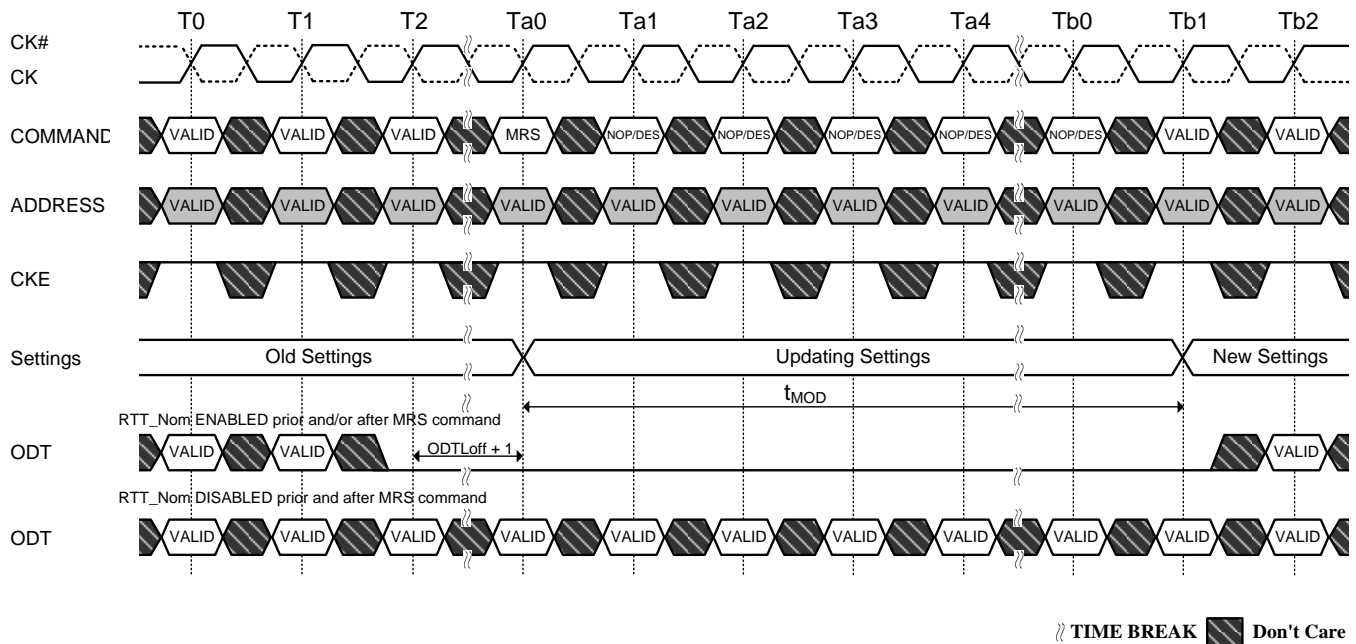 T0 T1 T2 Ta0 Ta1 Ta2 Ta3 Ta4 Tb0 Tb1 Tb2
CK#
CK
COMMAND VALID VALID VALID MRS NOP/DES NOP/DES NOP/DES NOP/DES NOP/DES VALID VALID
ADDRESS VALID VALID VALID VALID VALID VALID VALID VALID VALID VALID VALID
CKE
Settings Old Settings Updating Settings New Settings
tMOD
RTT_Nom ENABLED prior and/or after MRS command
ODT VALID VALID ODTLoff + 1 VALID
RTT_Nom DISABLED prior and after MRS command
ODT VALID VALID VALID VALID VALID VALID VALID VALID VALID VALID VALID
TIME BREAK Don't Care